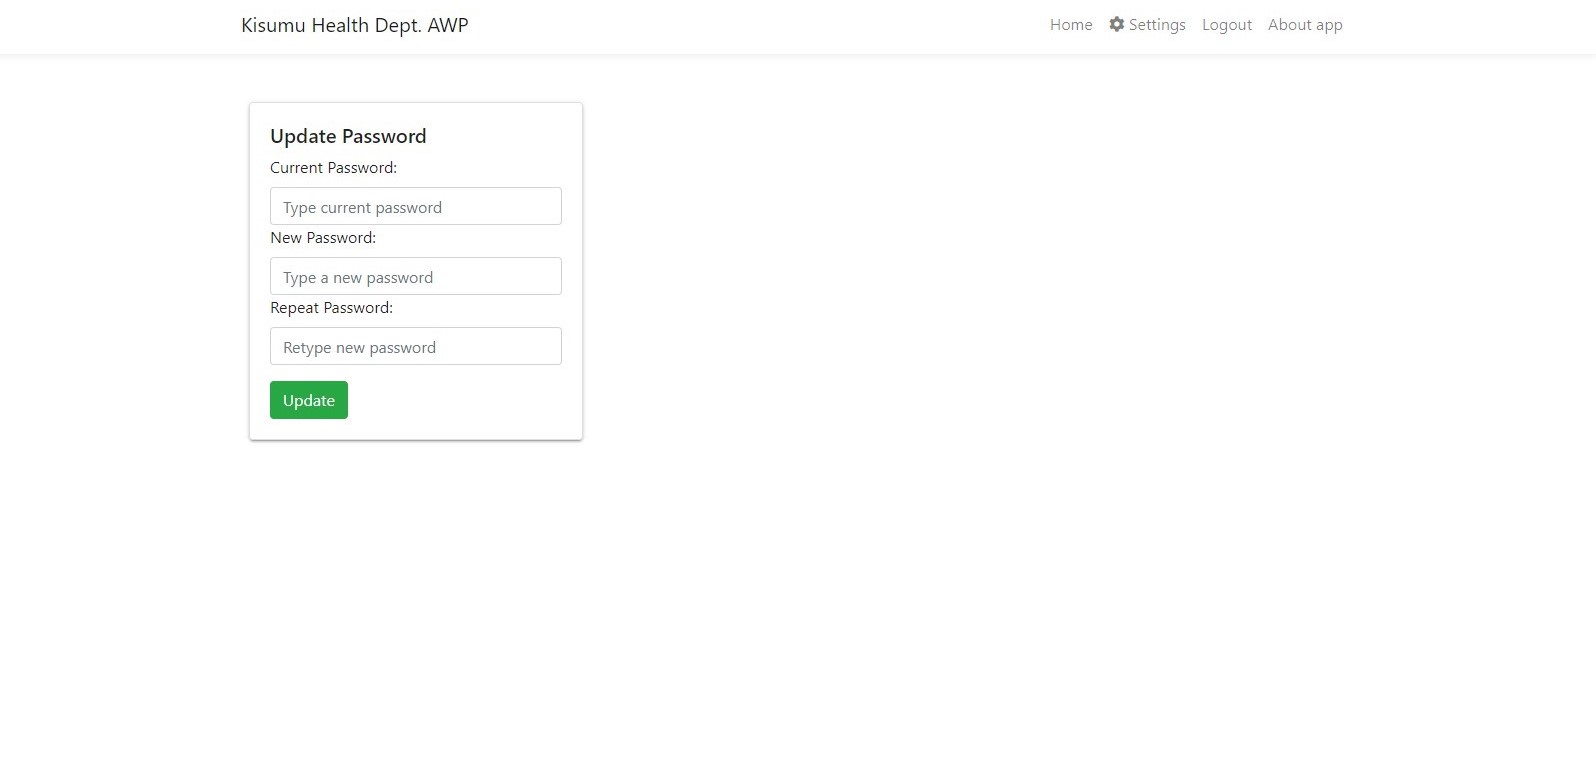 Kisumu Health Dept. AWP
Home Settings Logout About app
Update Password
Current Password:
Type current password
New Password:
Type a new password
Repeat Password:
Retype new password
Update